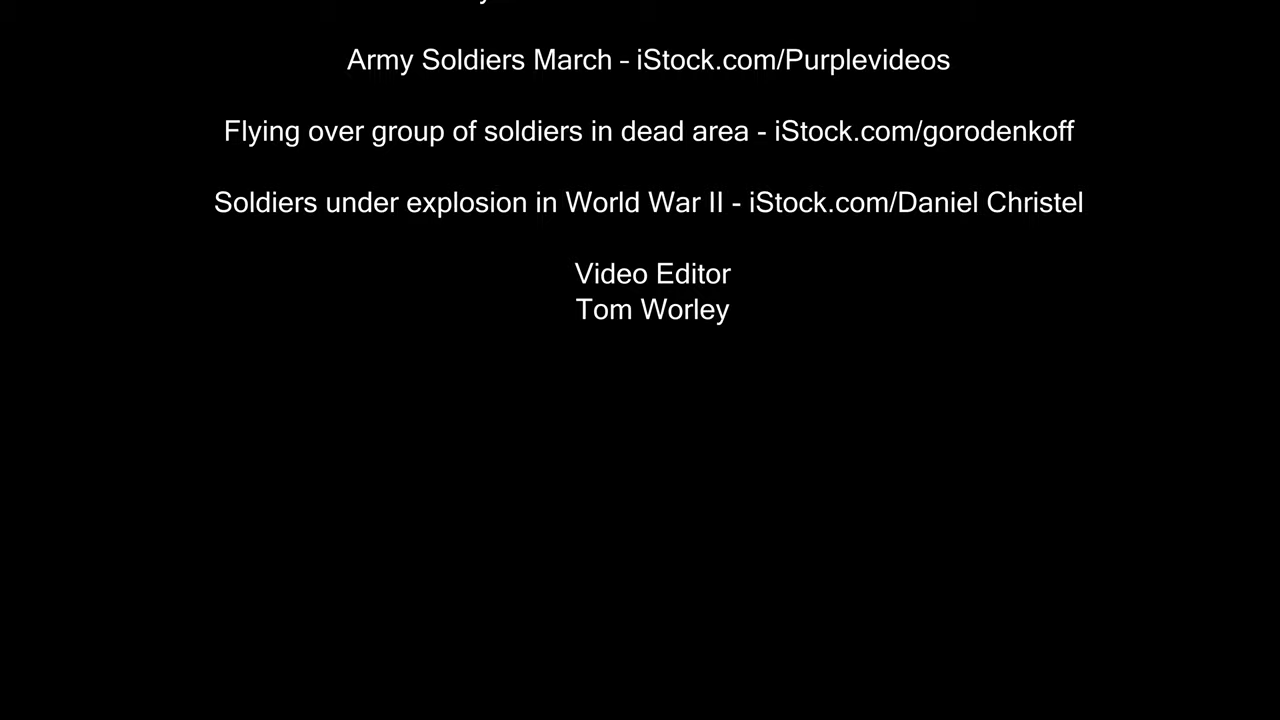 Army Soldiers March - iStock.com/Purplevideos
Flying over group of soldiers in dead area - iStock.com/gorodenkoff
Soldiers under explosion in World War II - iStock.com/Daniel Christel
Video Editor
Tom Worley